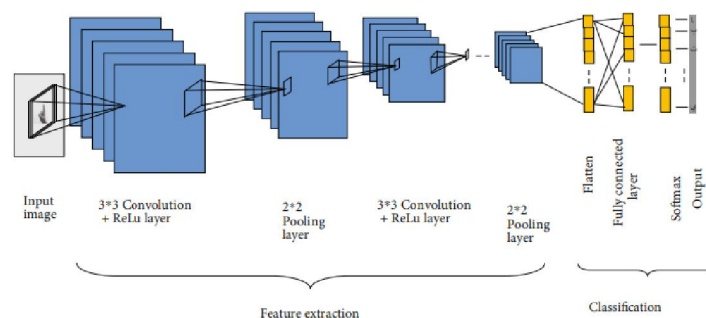 Input
image
3*3 Convolution
+ ReLu layer
2*2
Pooling
layer
3*3 Convolution
+ ReLu layer
2*2
Pooling
layer
Flatten
Fully connected
layer
Softmax
Output
Feature extraction
Classification